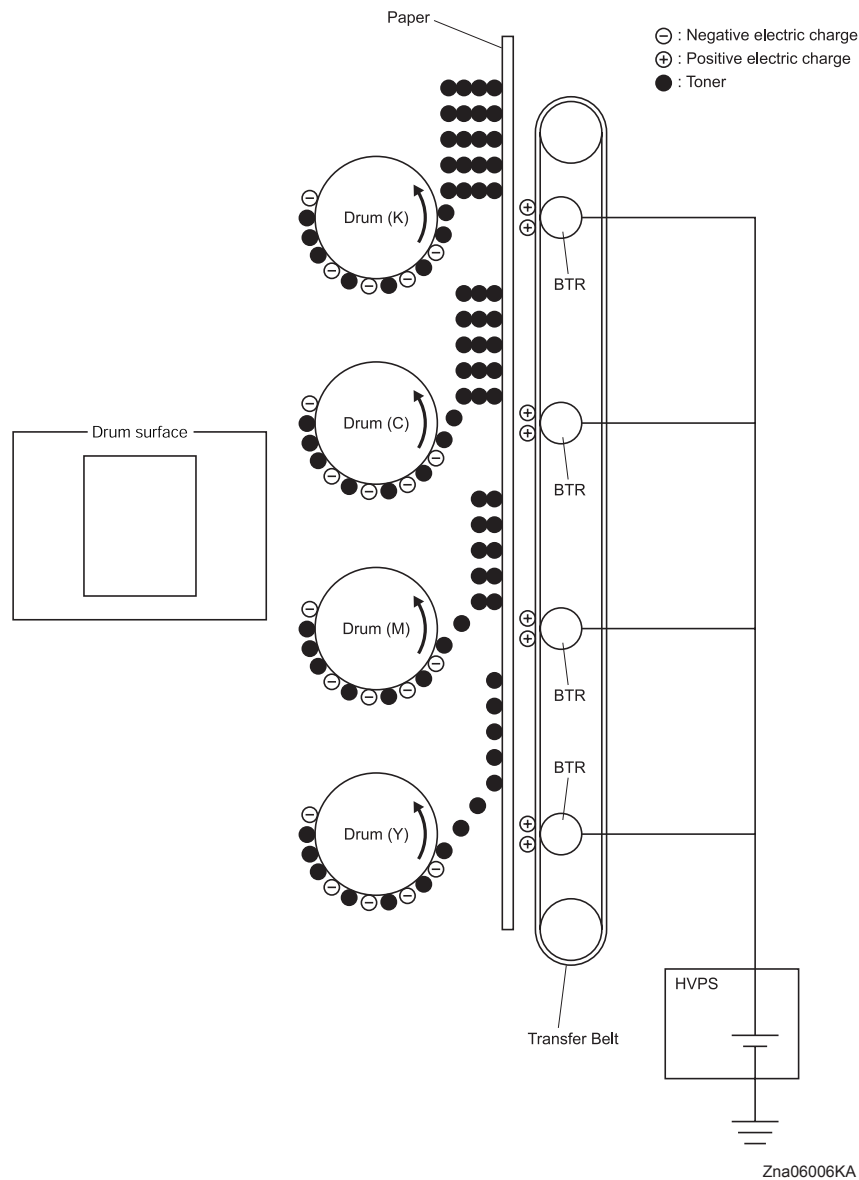 Paper
⊖ : Negative electric charge
⊕ : Positive electric charge
● : Toner
Drum (K)
BTR
Drum (C)
BTR
Drum surface
Drum (M)
BTR
BTR
Drum (Y)
HVPS
Transfer Belt
Zna06006KA